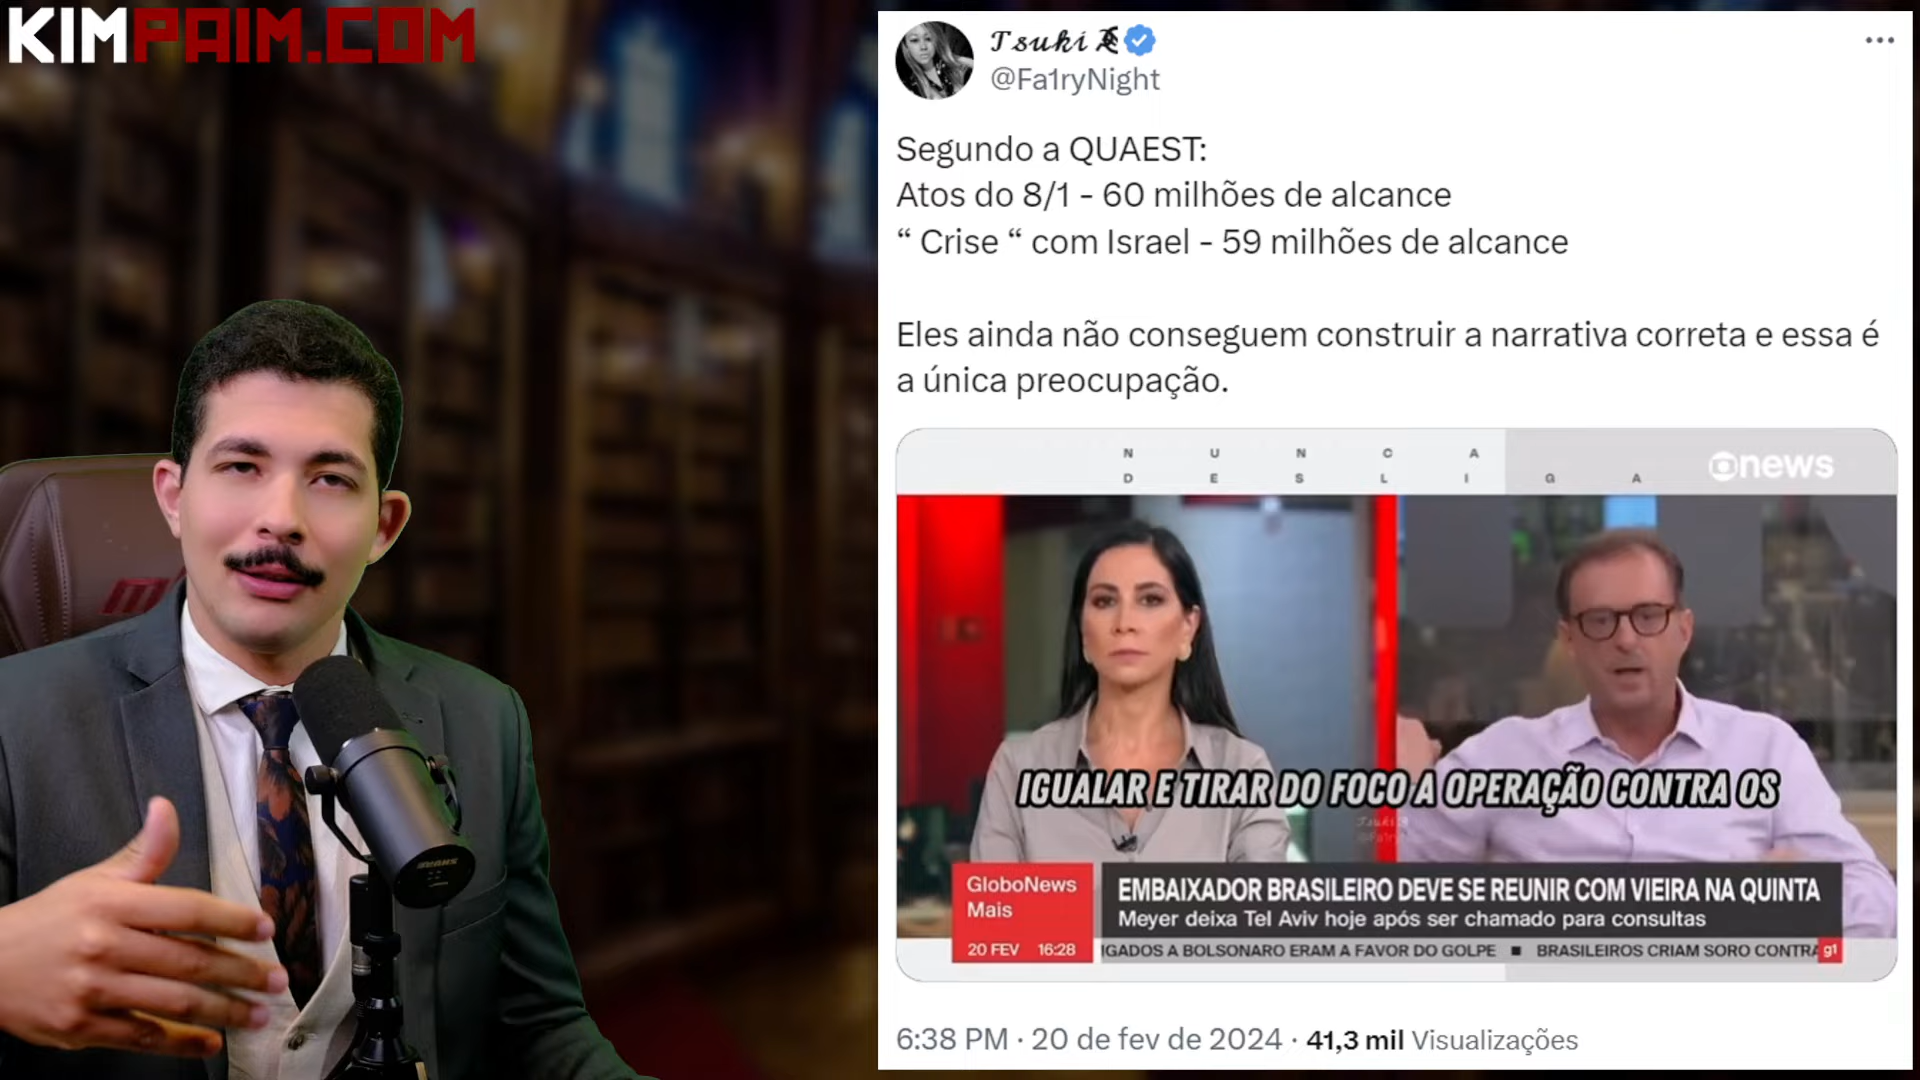 KIMPAIM.COM
Tsuki
@Fa1ryNight
Segundo a QUAEST:
Atos do 8/1 - 60 milhões de alcance
“ Crise “ com Israel - 59 milhões de alcance
Eles ainda não conseguem construir a narrativa correta e essa é
a única preocupação.
NUNCA
DESLIGA
news
IGUALAR E TIRAR DO FOCO A OPERAÇÃO CONTRA OS
GloboNews
Mais
EMBAIXADOR BRASILEIRO DEVE SE REUNIR COM VIEIRA NA QUINTA
Meyer deixa Tel Aviv hoje após ser chamado para consultas
20 FEV 16:28
IGADOS A BOLSONARO ERAM A FAVOR DO GOLPE ■ BRASILEIROS CRIAM SORO CONTRA
g1
6:38 PM · 20 de fev de 2024 · 41,3 mil Visualizações
SHURE